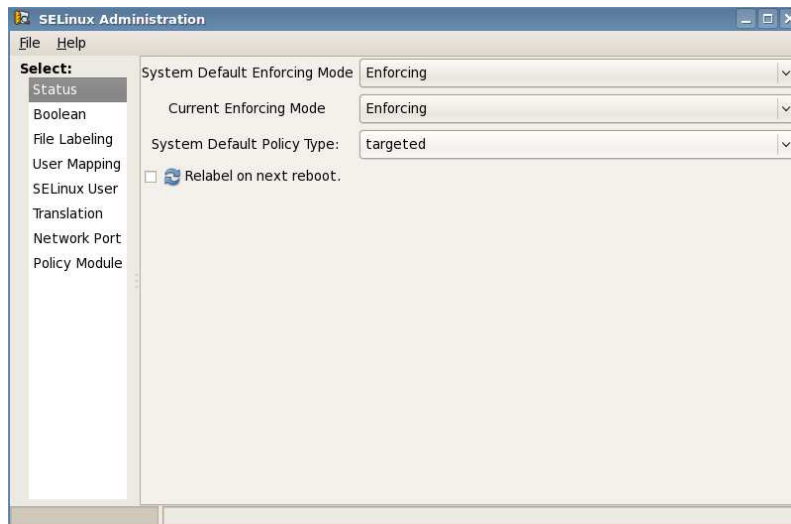 SELinux Administration
File Help
Select:
Status
Boolean
File Labeling
User Mapping
SELinux User
Translation
Network Port
Policy Module
System Default Enforcing Mode Enforcing
Current Enforcing Mode Enforcing
System Default Policy Type: targeted
Relabel on next reboot.